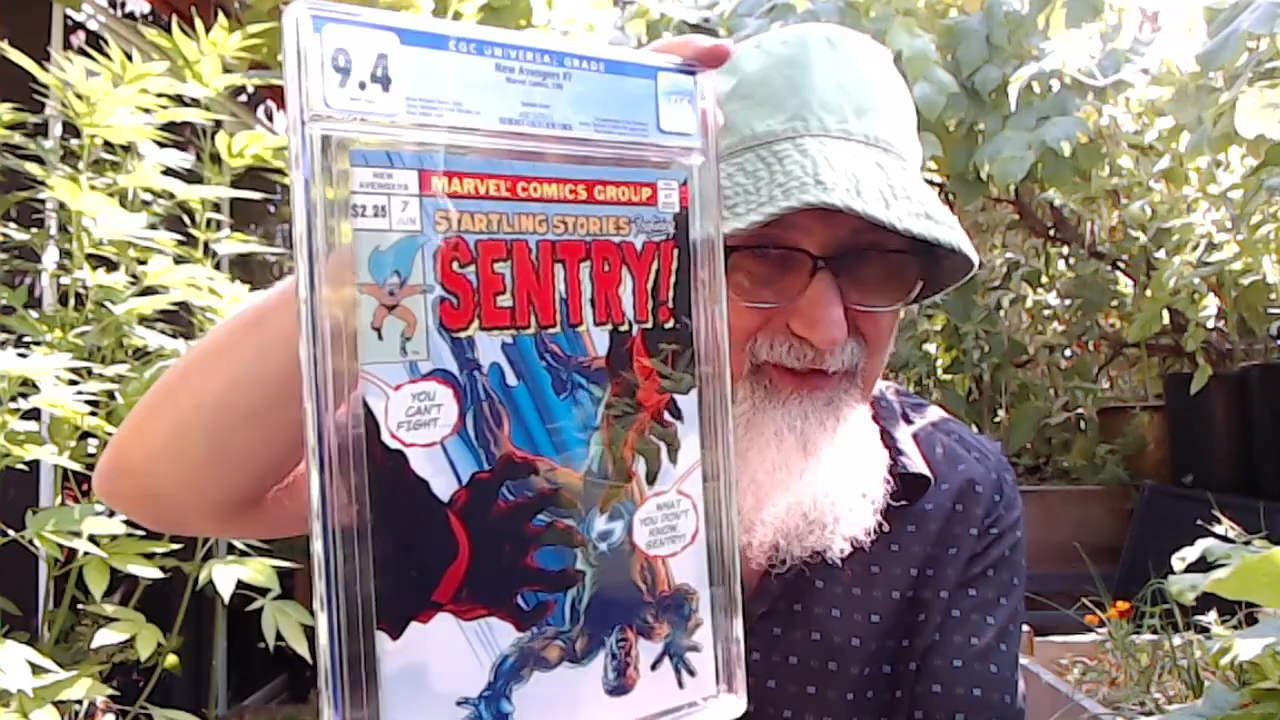 CGC UNIVERSAL GRADE
9.4
New Avengers #7
NEW
AVENGERS
$2.25
7
JUN
MARVEL COMICS GROUP
STARTLING STORIES
SENTRY!
YOU
CAN'T
FIGHT...
...WHAT
YOU DON'T
KNOW,
SENTRY!